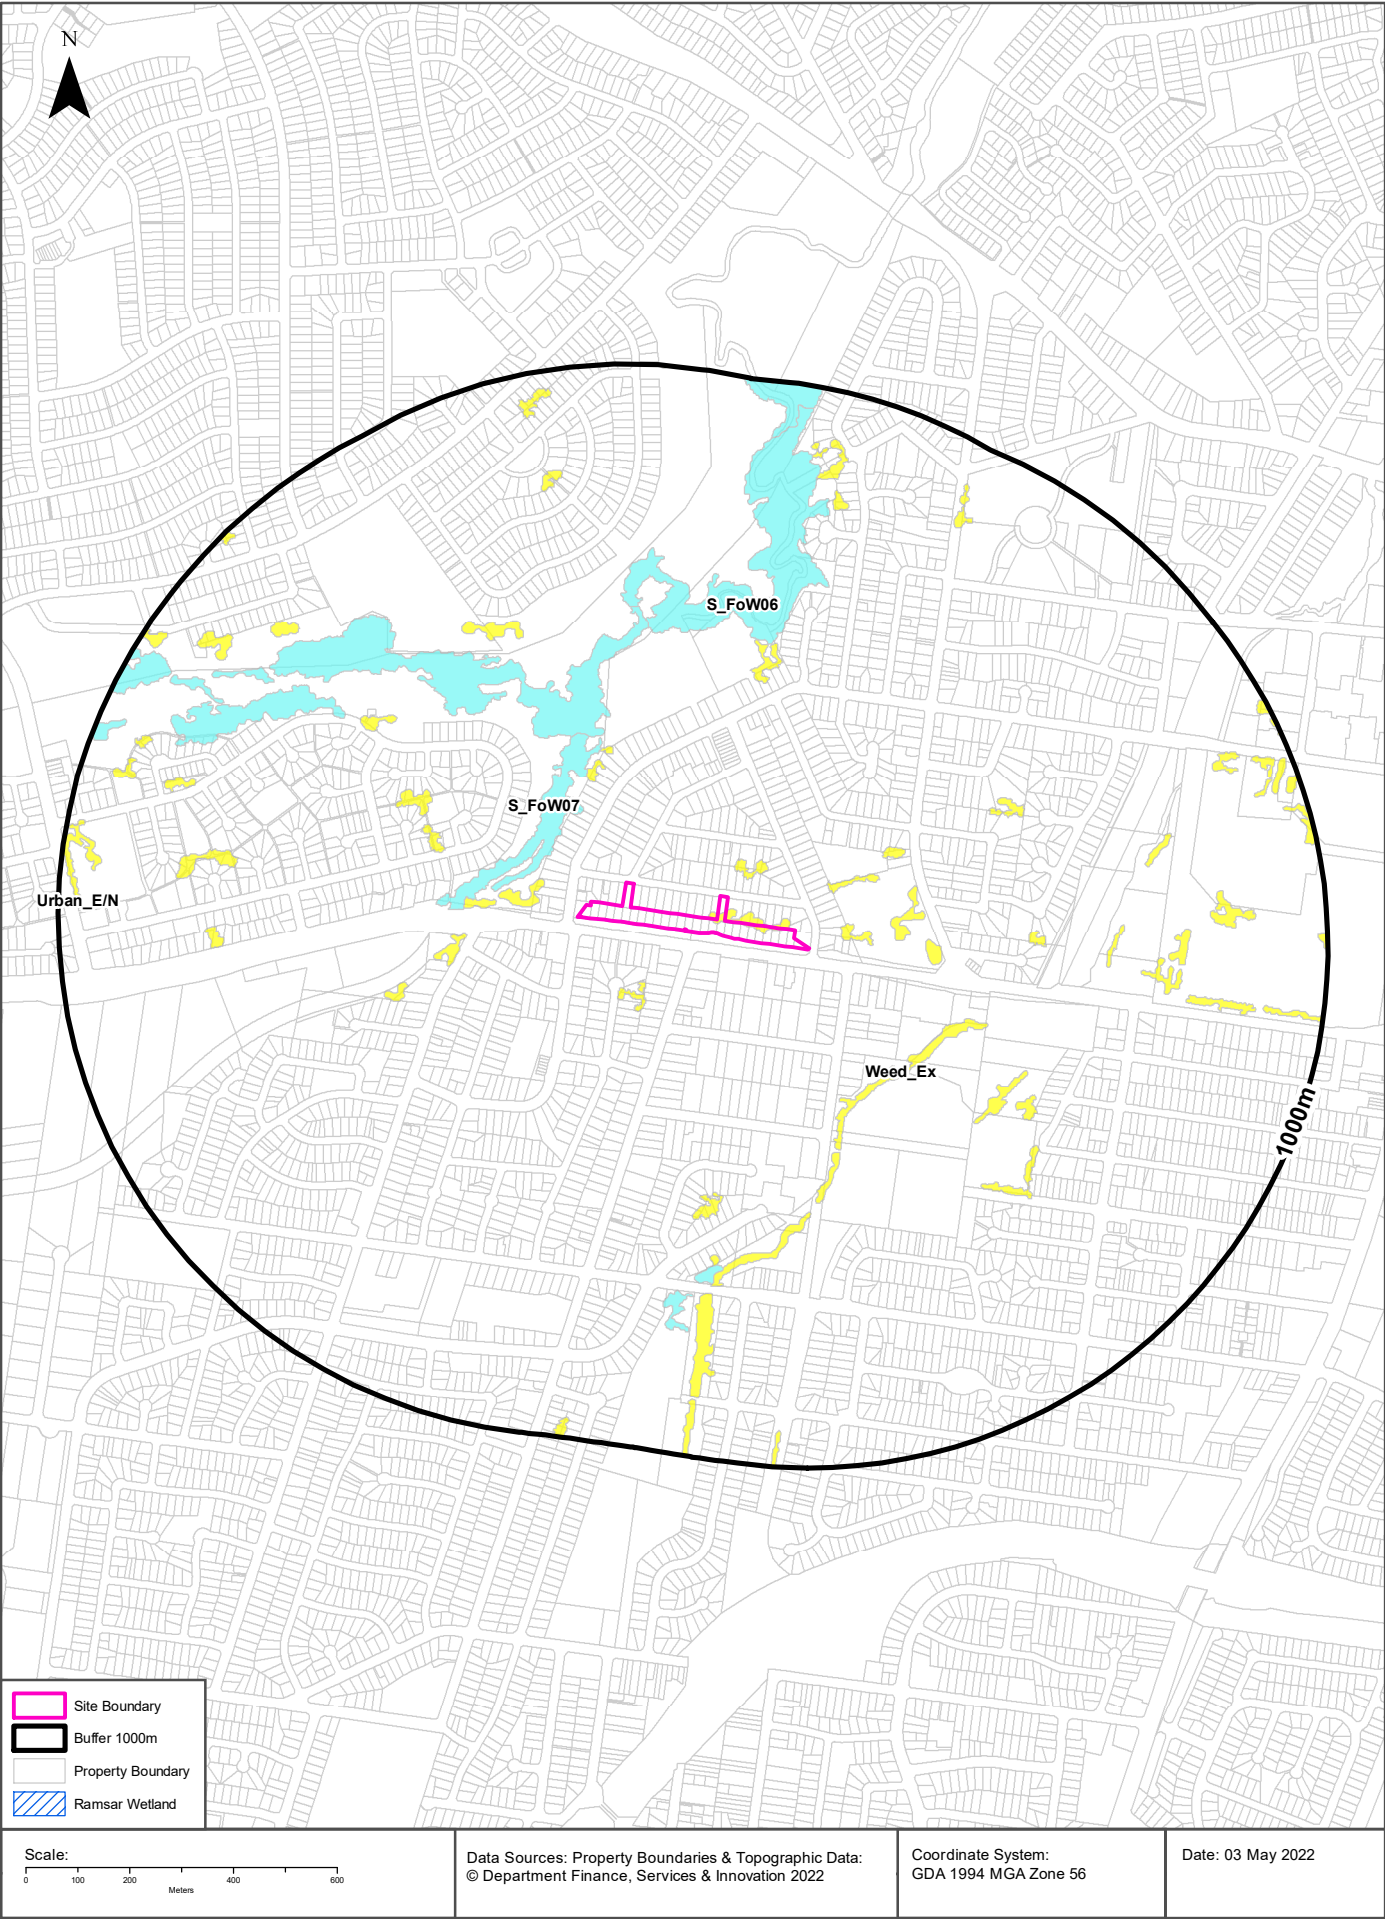 N
S_FoW06
S_FoW07
Urban_E/N
Weed_Ex
1000m
Site Boundary
Buffer 1000m
Property Boundary
Ramsar Wetland
Scale:
0 100 200 400 600
Meters
Data Sources: Property Boundaries & Topographic Data:
© Department Finance, Services & Innovation 2022
Coordinate System:
GDA 1994 MGA Zone 56
Date: 03 May 2022